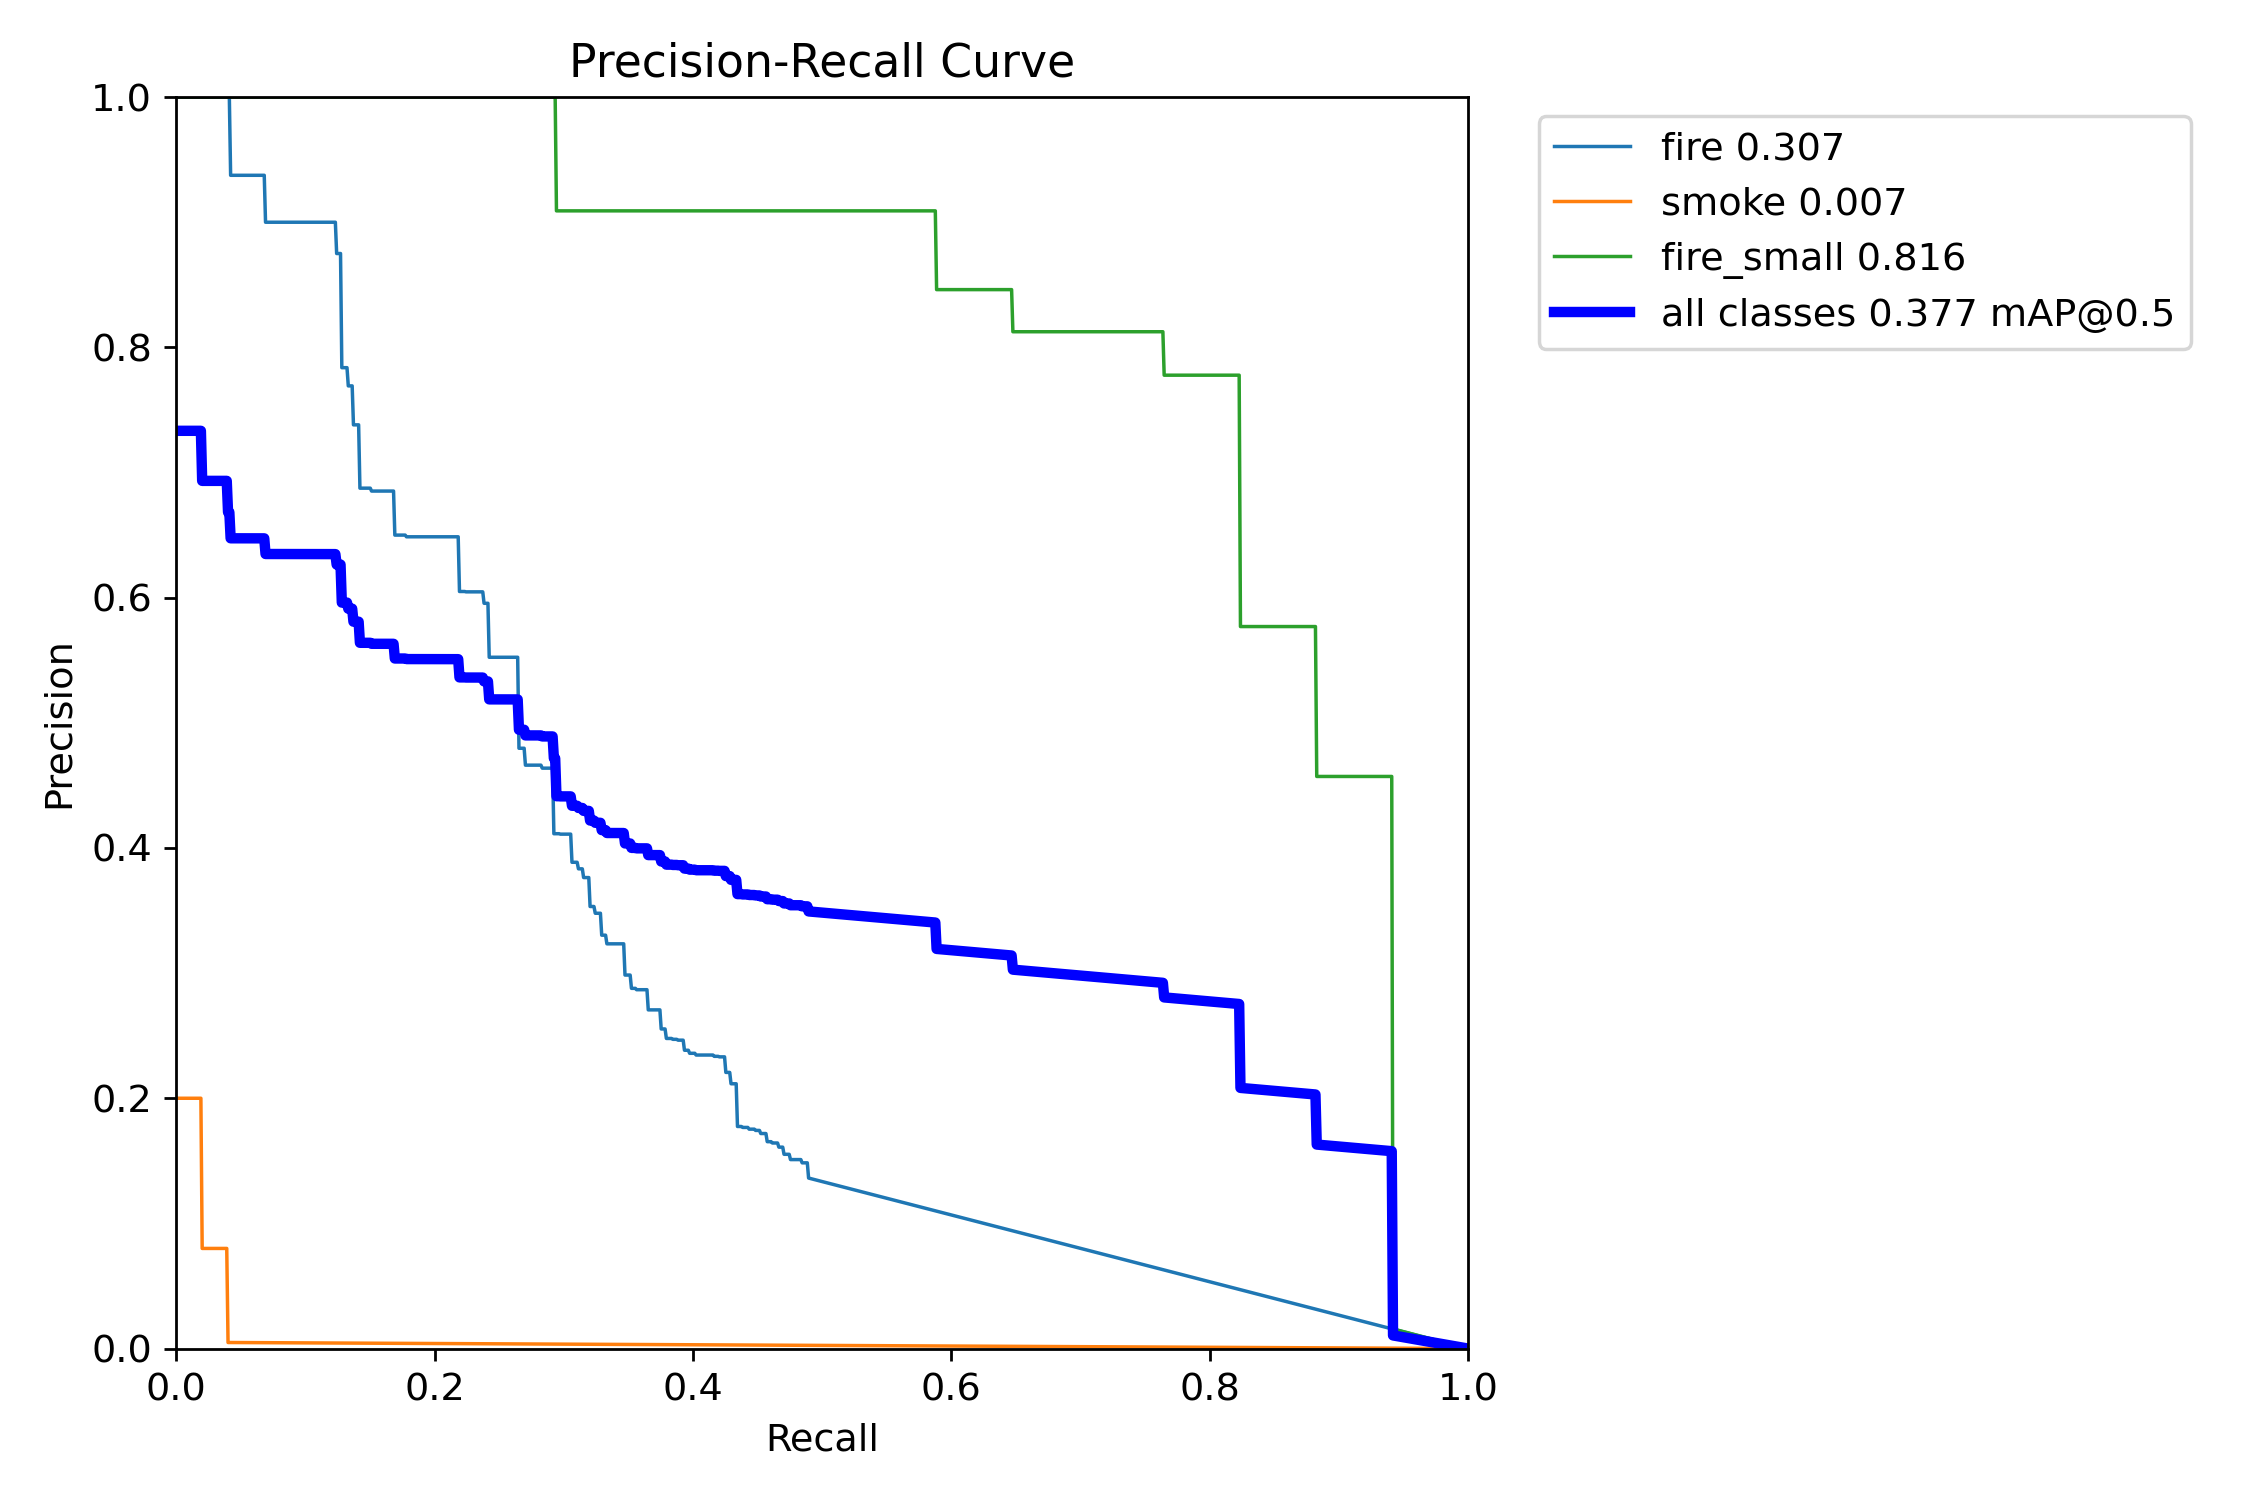 Precision-Recall Curve
1.0
0.8
0.6
0.4
0.2
0.0
Precision
0.0 0.2 0.4 0.6 0.8 1.0
Recall
fire 0.307
smoke 0.007
fire_small 0.816
all classes 0.377 mAP@0.5